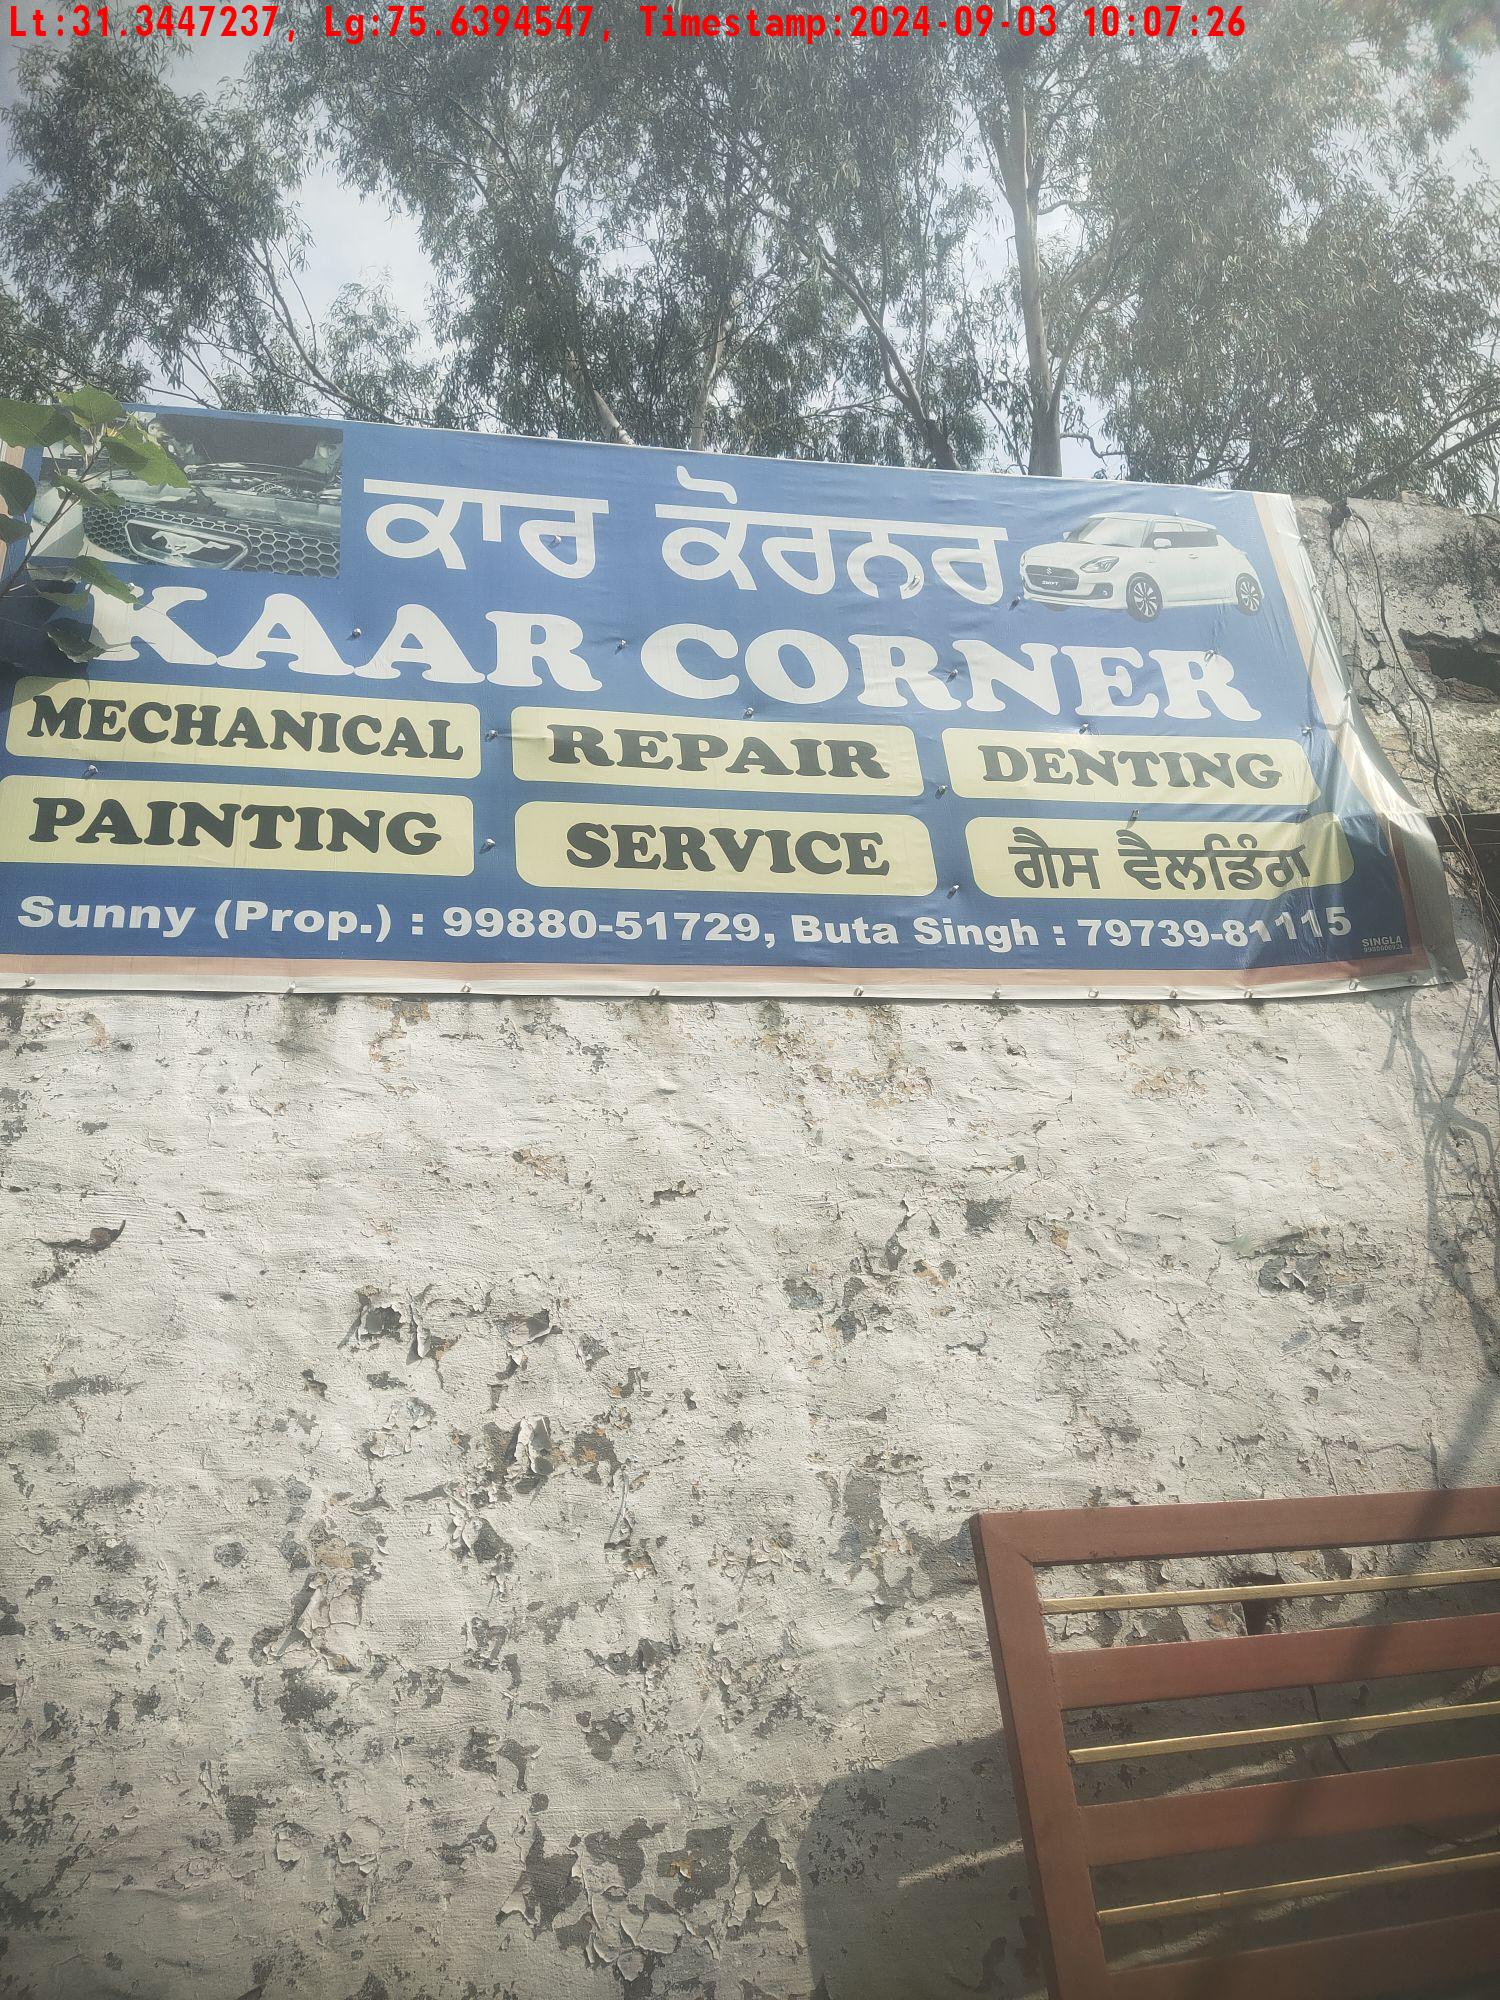 Lt:31.3447237, Lg:75.6394547, Timestamp:2024-09-03 10:07:26
ਕਾਰ ਕੋਰਨਰ
SWIFT
KAAR CORNER
MECHANICAL REPAIR DENTING
PAINTING SERVICE ਗੈਸ ਵੈਲਡਿੰਗ
Sunny (Prop.) : 99880-51729, Buta Singh : 79739-81115
SINGLA